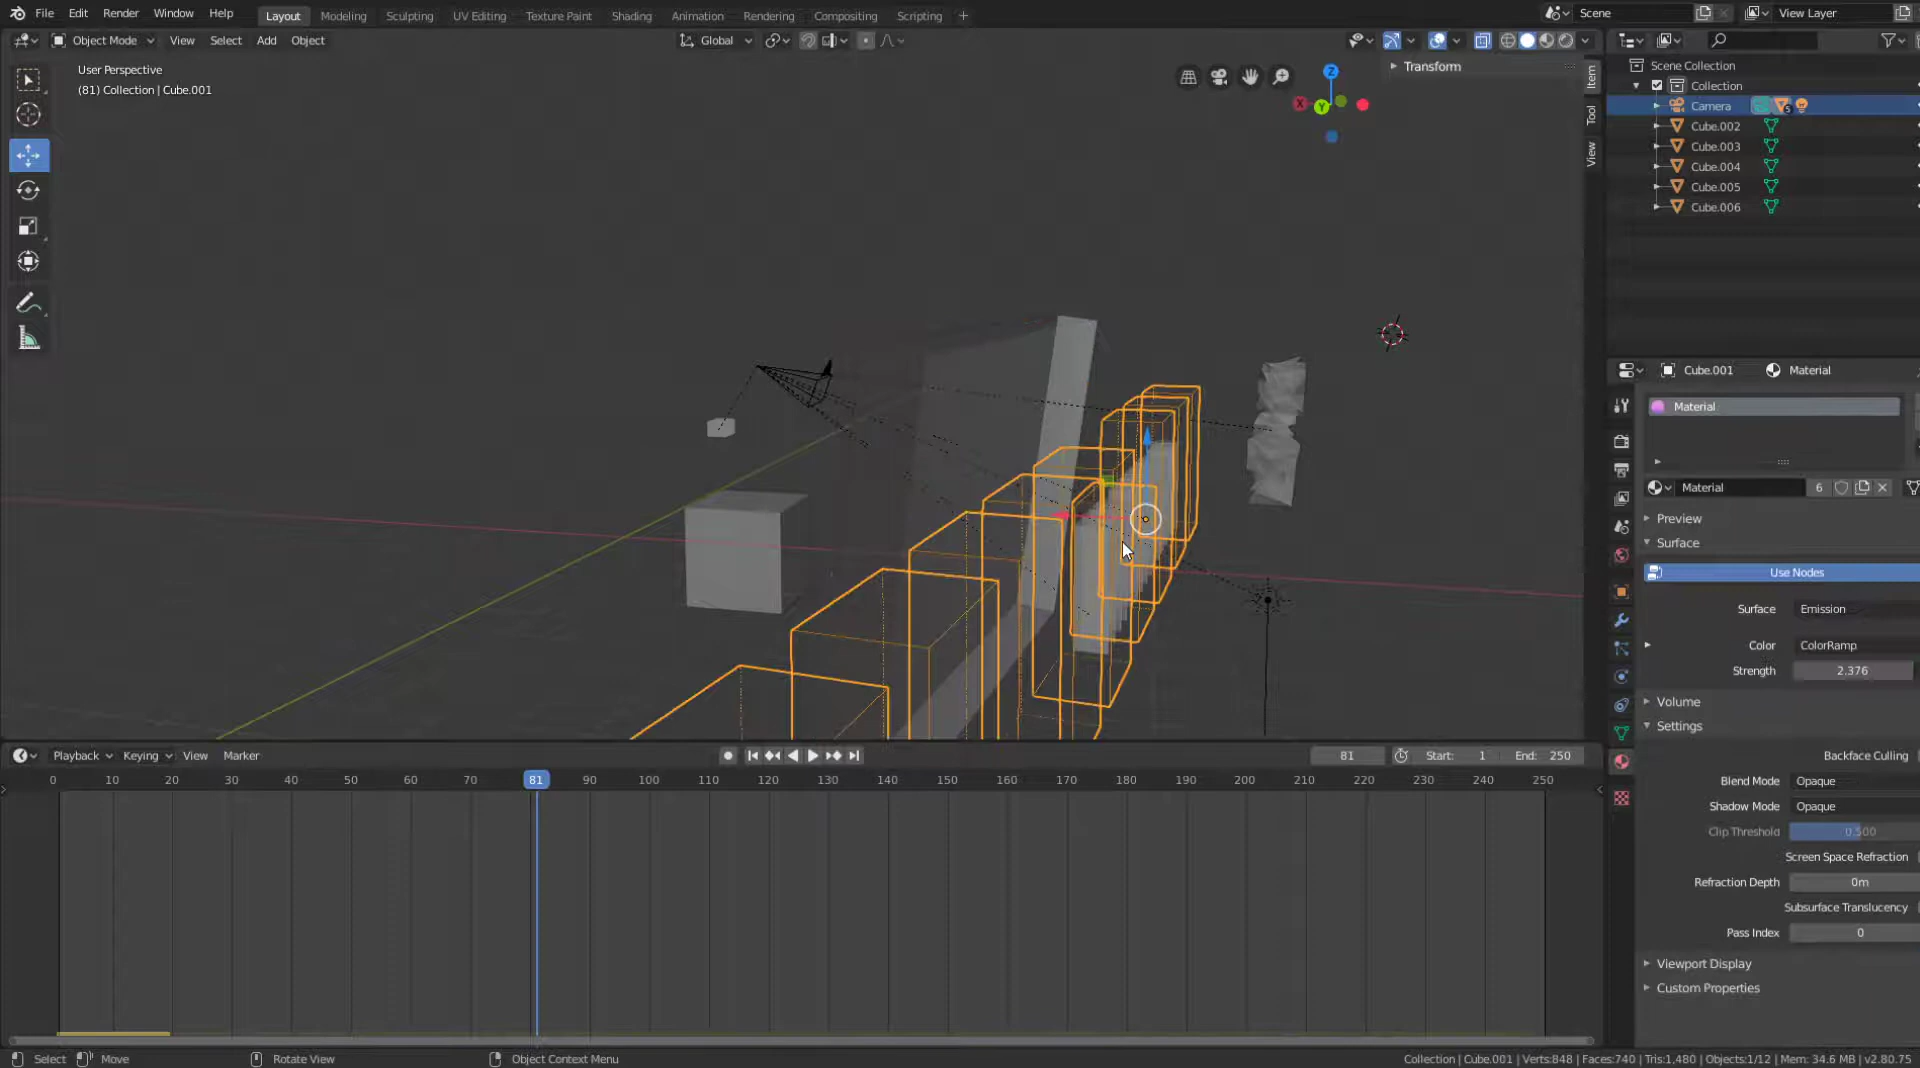 File Edit Render Window Help Layout Modeling Sculpting UV Editing Texture Paint Shading Animation Rendering Compositing Scripting + Scene View Layer
Object Mode View Select Add Object Global
User Perspective
(81) Collection | Cube.001
Transform
Item
Tool
View
X Y Z
Scene Collection
Collection
Camera 5
Cube.002
Cube.003
Cube.004
Cube.005
Cube.006
Cube.001 Material
Material
Material 6
Preview
Surface
Use Nodes
Surface Emission
Color ColorRamp
Strength 2.376
Volume
Settings
Backface Culling
Blend Mode Opaque
Shadow Mode Opaque
Clip Threshold 0.500
Screen Space Refraction
Refraction Depth 0m
Subsurface Translucency
Pass Index 0
Viewport Display
Custom Properties
Playback Keying View Marker 81 Start: 1 End: 250
0 10 20 30 40 50 60 70 81 90 100 110 120 130 140 150 160 170 180 190 200 210 220 230 240 250
Select Move Rotate View Object Context Menu Collection | Cube.001 | Verts:848 | Faces:740 | Tris:1,480 | Objects:1/12 | Mem: 34.6 MB | v2.80.75